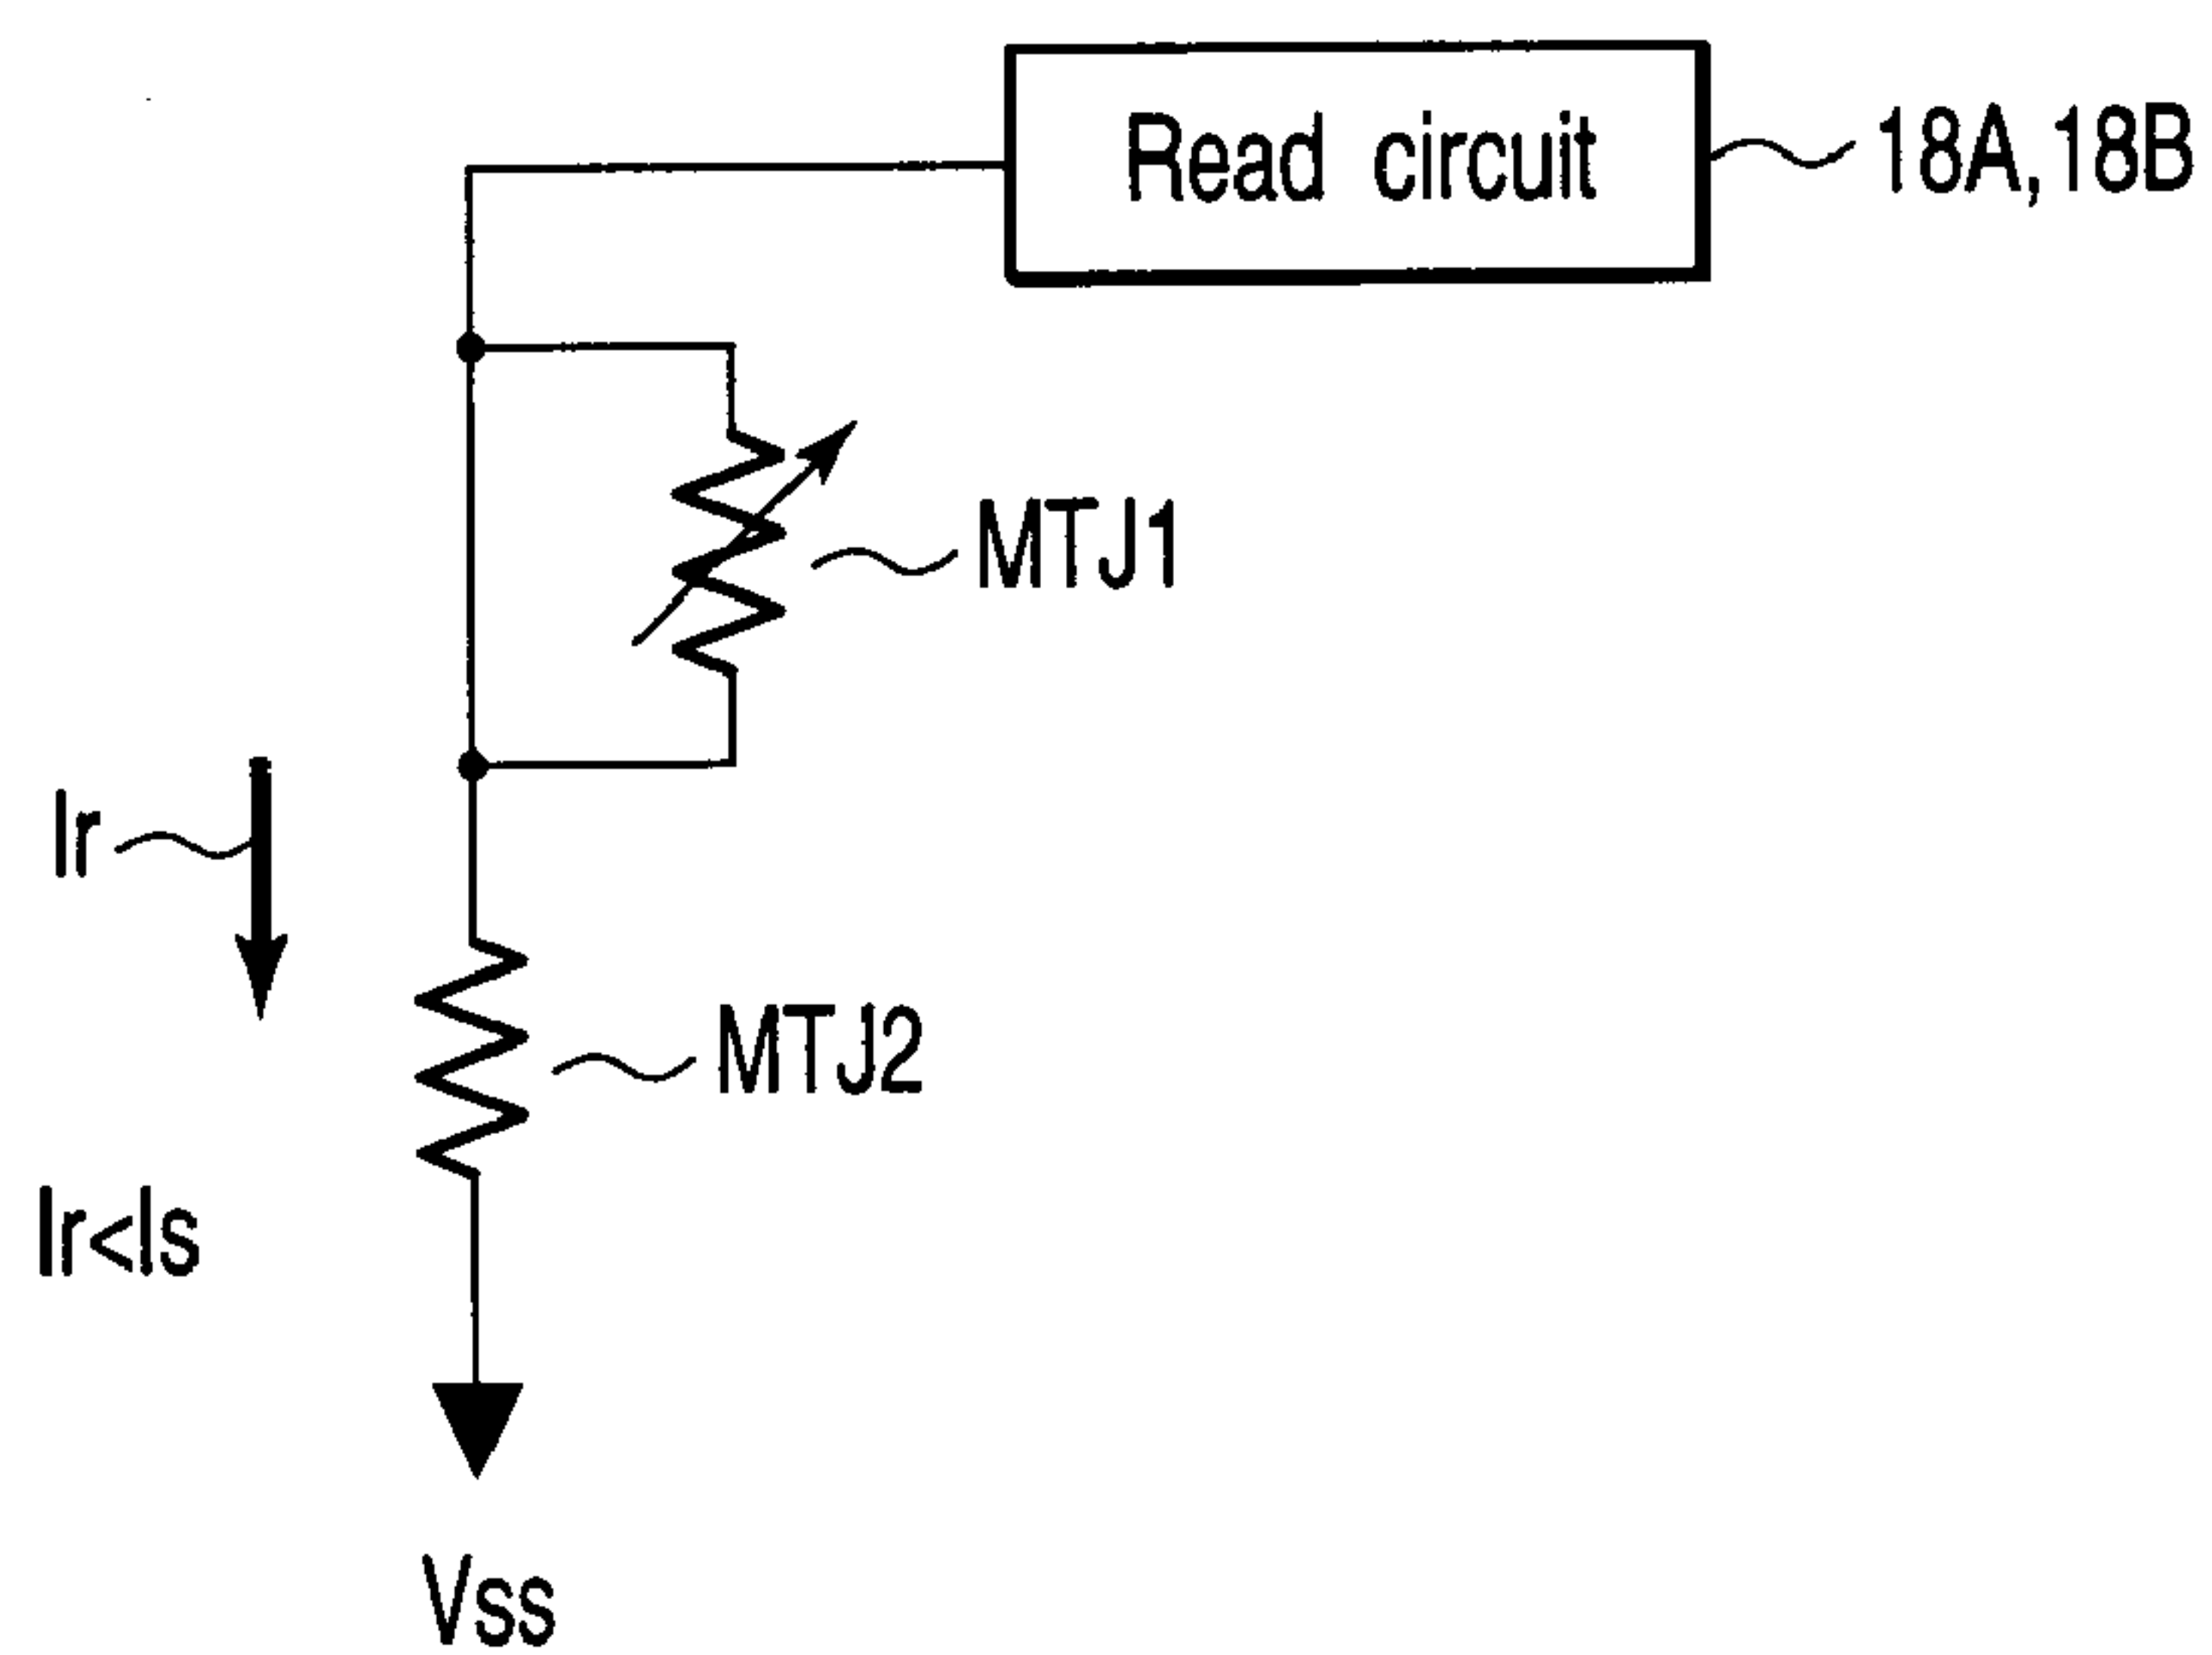 Read circuit
18A,18B
MTJ1
Ir
MTJ2
Ir<Is
Vss